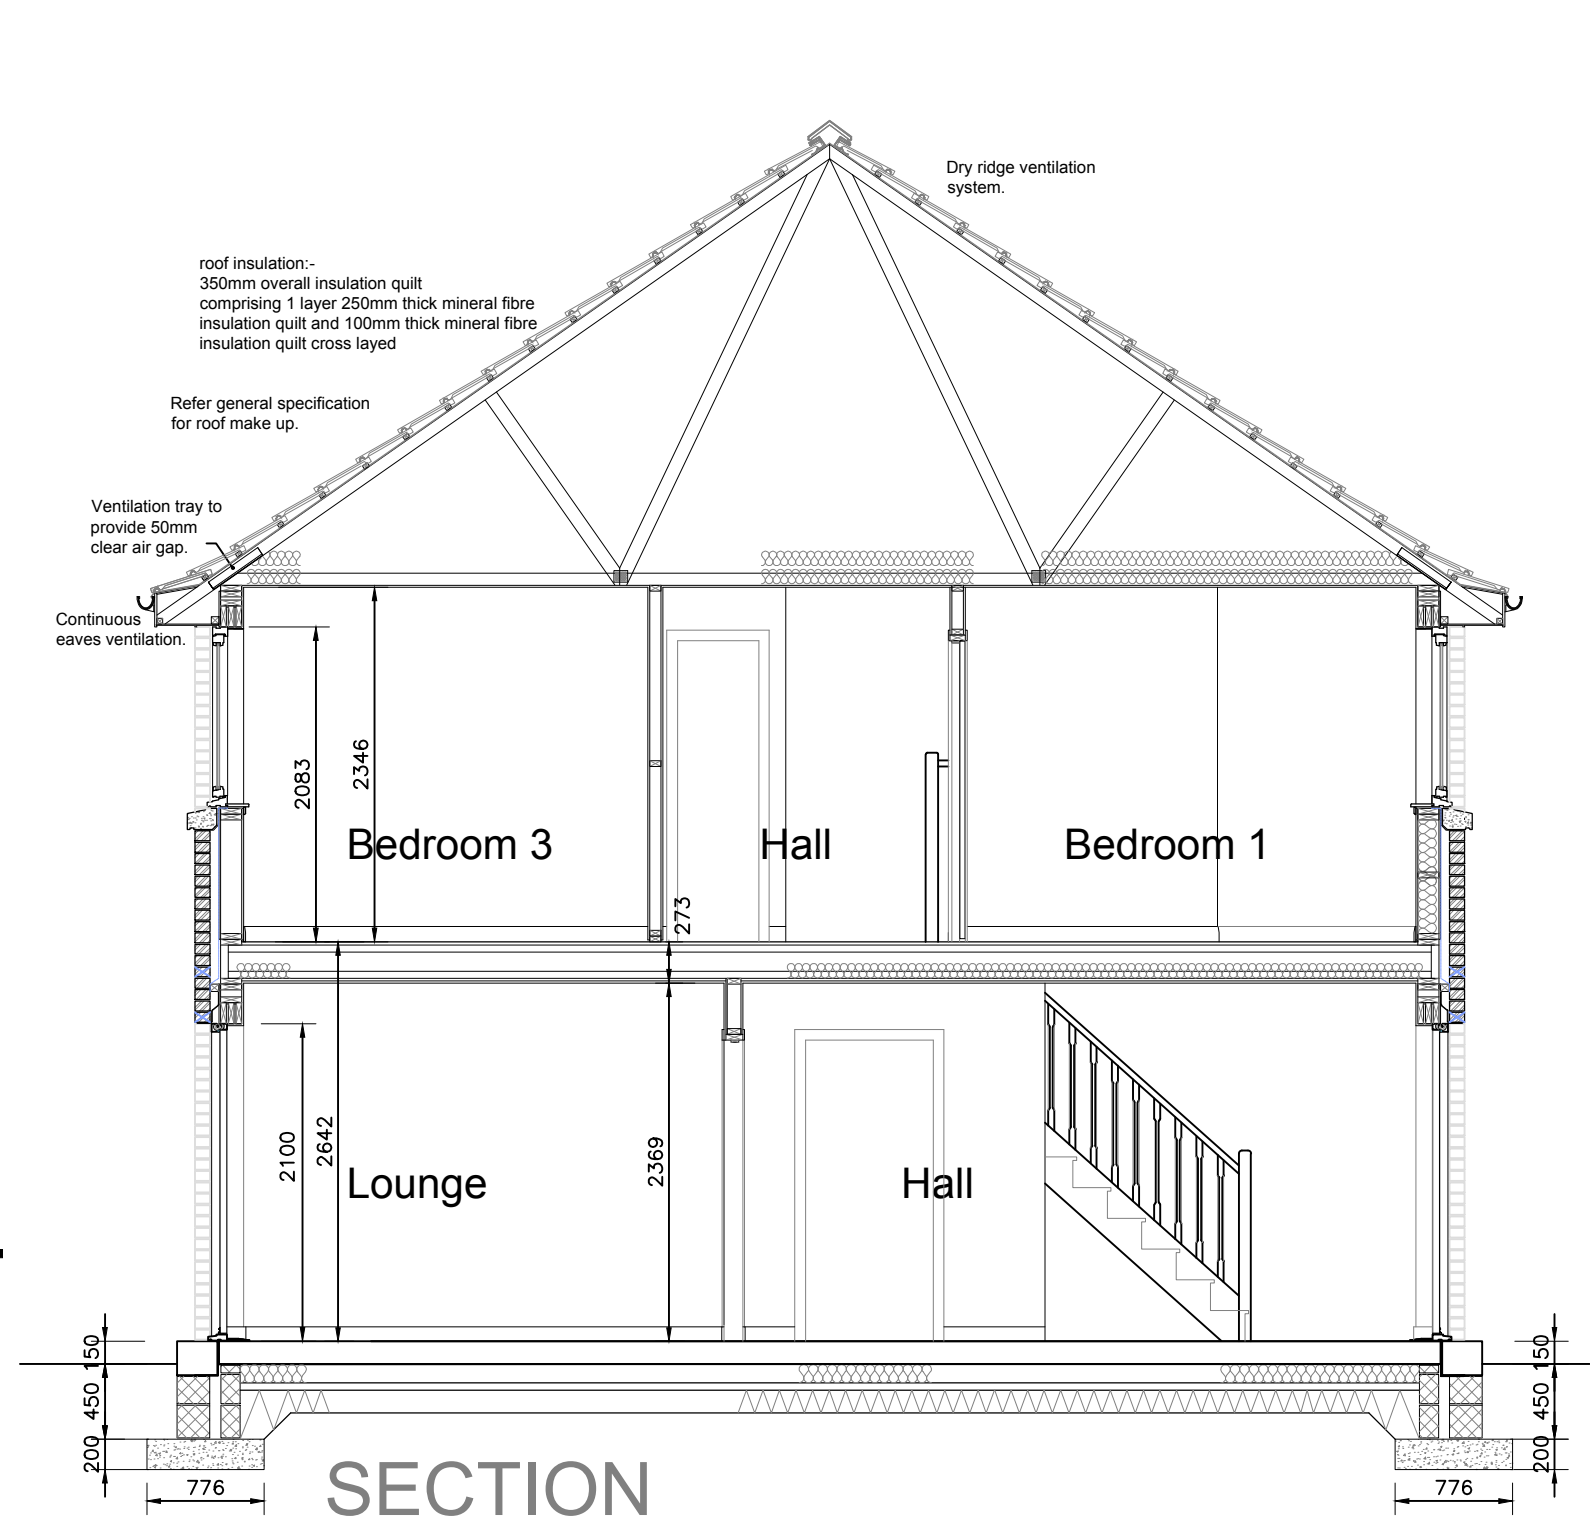 Dry ridge ventilation
system.
roof insulation:-
350mm overall insulation quilt
comprising 1 layer 250mm thick mineral fibre
insulation quilt and 100mm thick mineral fibre
insulation quilt cross layed
Refer general specification
for roof make up.
Ventilation tray to
provide 50mm
clear air gap.
Continuous
eaves ventilation.
2083
2346
Bedroom 3
Hall
Bedroom 1
273
2100
2642
2369
Lounge
Hall
150
450
200
776
150
450
200
776
SECTION